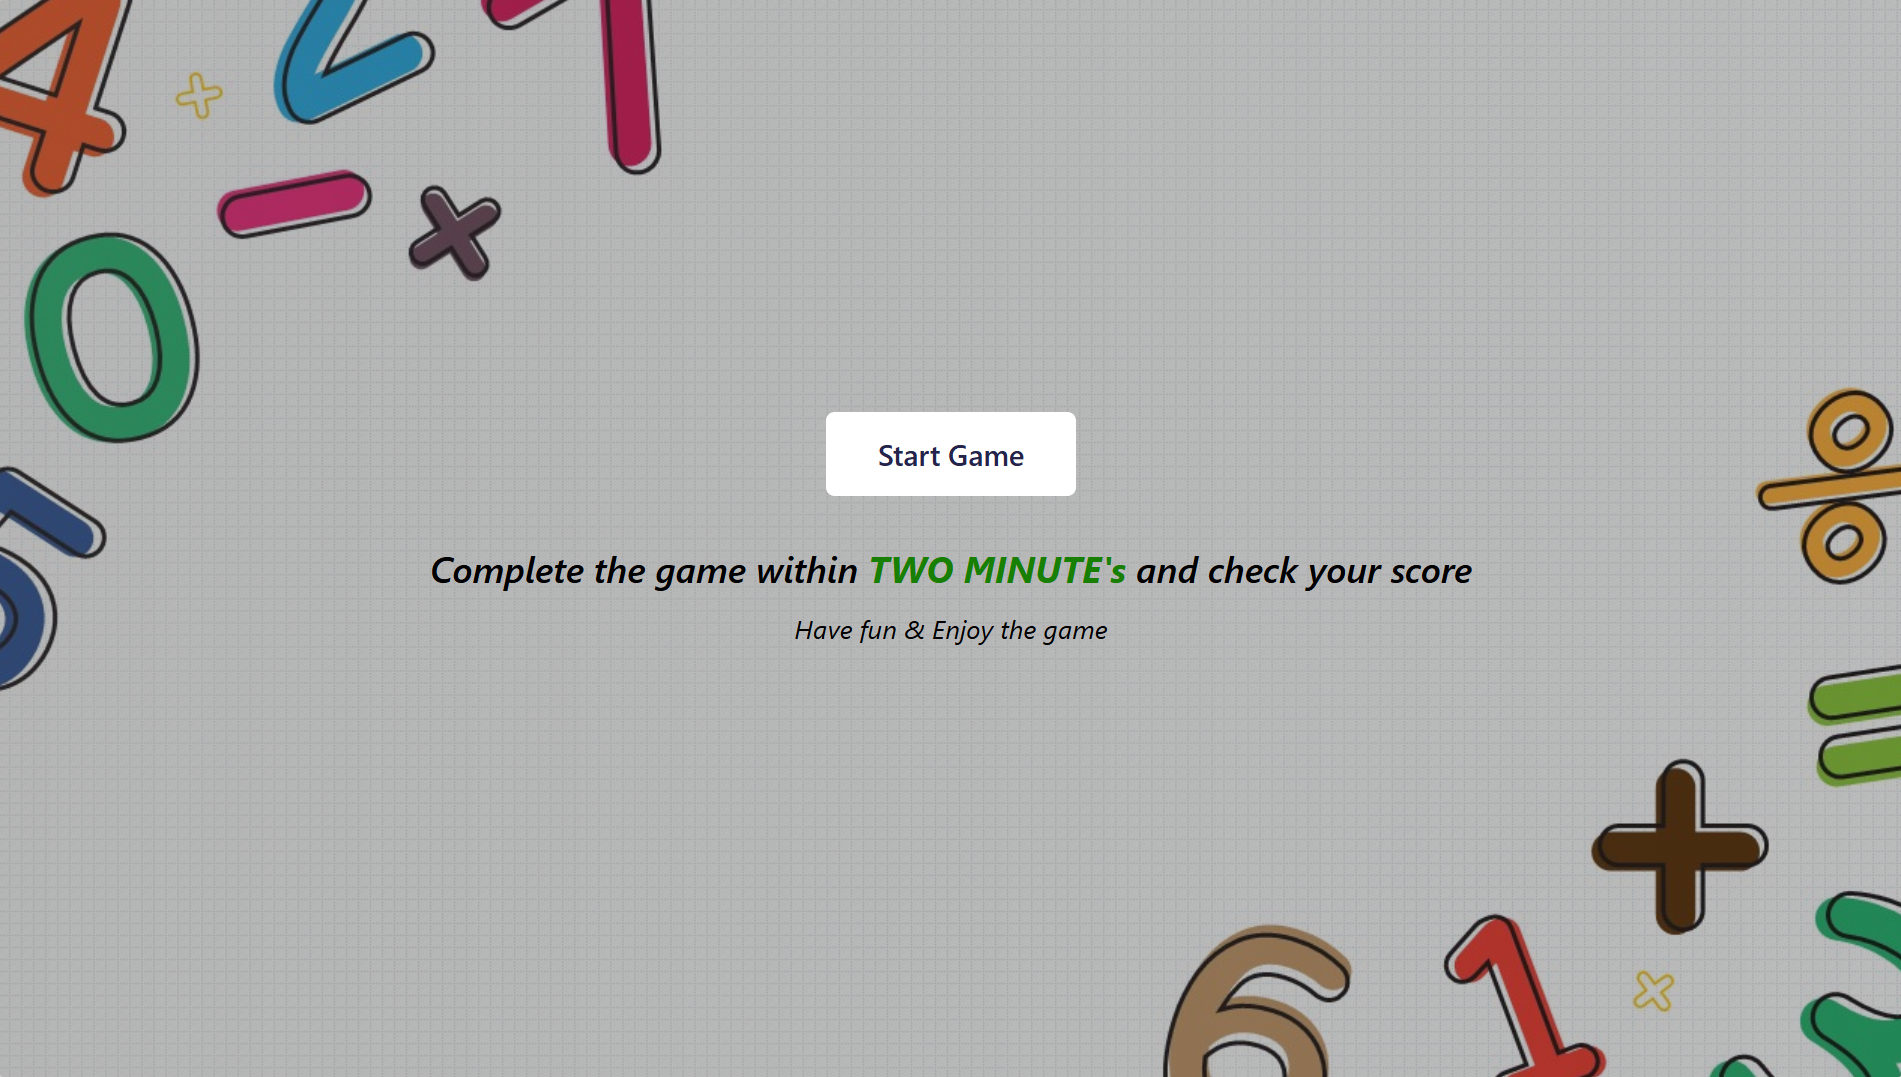 Start Game
Complete the game within TWO MINUTE's and check your score
Have fun & Enjoy the game